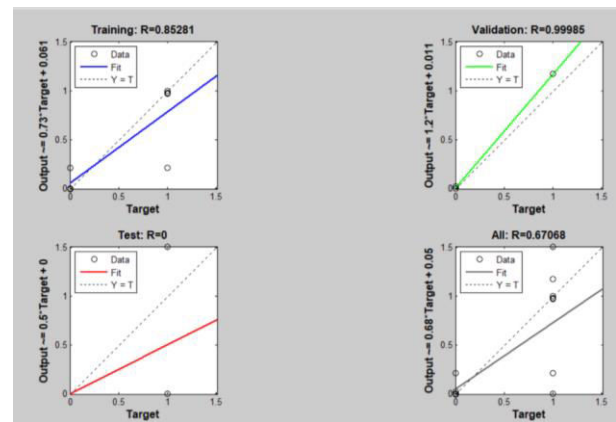 Training: R=0.85281
Output ~= 0.73*Target + 0.061
1.5
1
0.5
0
Data
Fit
Y = T
0
0.5
1
1.5
Target
Validation: R=0.99985
Output ~= 1.2*Target + 0.011
1.5
1
0.5
0
Data
Fit
Y = T
0
0.5
1
1.5
Target
Test: R=0
Output ~= 0.5*Target + 0
1.5
1
0.5
0
Data
Fit
Y = T
0
0.5
1
1.5
Target
All: R=0.67068
Output ~= 0.68*Target + 0.05
1.5
1
0.5
0
Data
Fit
Y = T
0
0.5
1
1.5
Target